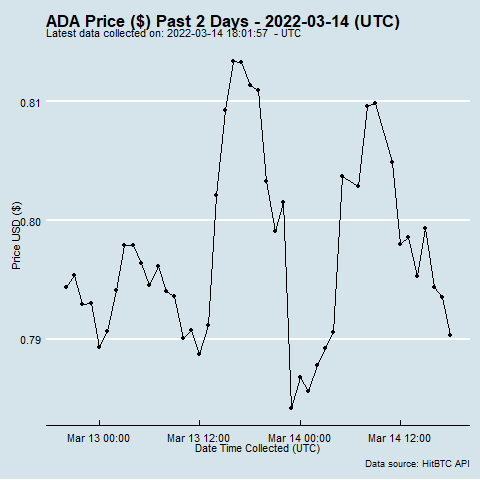 ADA Price ($) Past 2 Days - 2022-03-14 (UTC)
Latest data collected on: 2022-03-14 18:01:57 - UTC
0.81
0.80
0.79
Price USD ($)
Mar 13 00:00
Mar 13 12:00
Mar 14 00:00
Mar 14 12:00
Date Time Collected (UTC)
Data source: HitBTC API